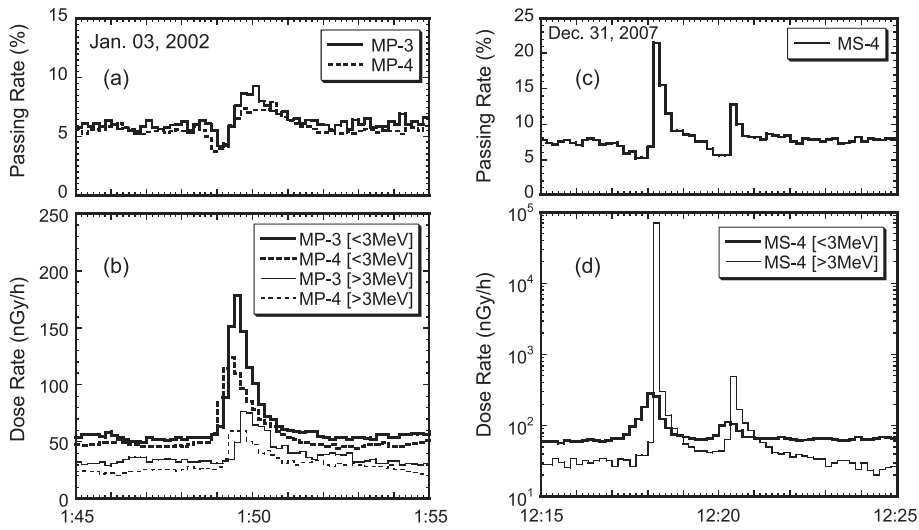 Jan. 03, 2002
MP-3
MP-4
(a)
Passing Rate (%)
15
10
5
0
Dec. 31, 2007
MS-4
(c)
Passing Rate (%)
25
20
15
10
5
0
(b)
MP-3 [<3MeV]
MP-4 [<3MeV]
MP-3 [>3MeV]
MP-4 [>3MeV]
Dose Rate (nGy/h)
250
200
150
100
50
0
1:45
1:50
1:55
(d)
MS-4 [<3MeV]
MS-4 [>3MeV]
Dose Rate (nGy/h)
10^5
10^4
10^3
10^2
10^1
12:15
12:20
12:25